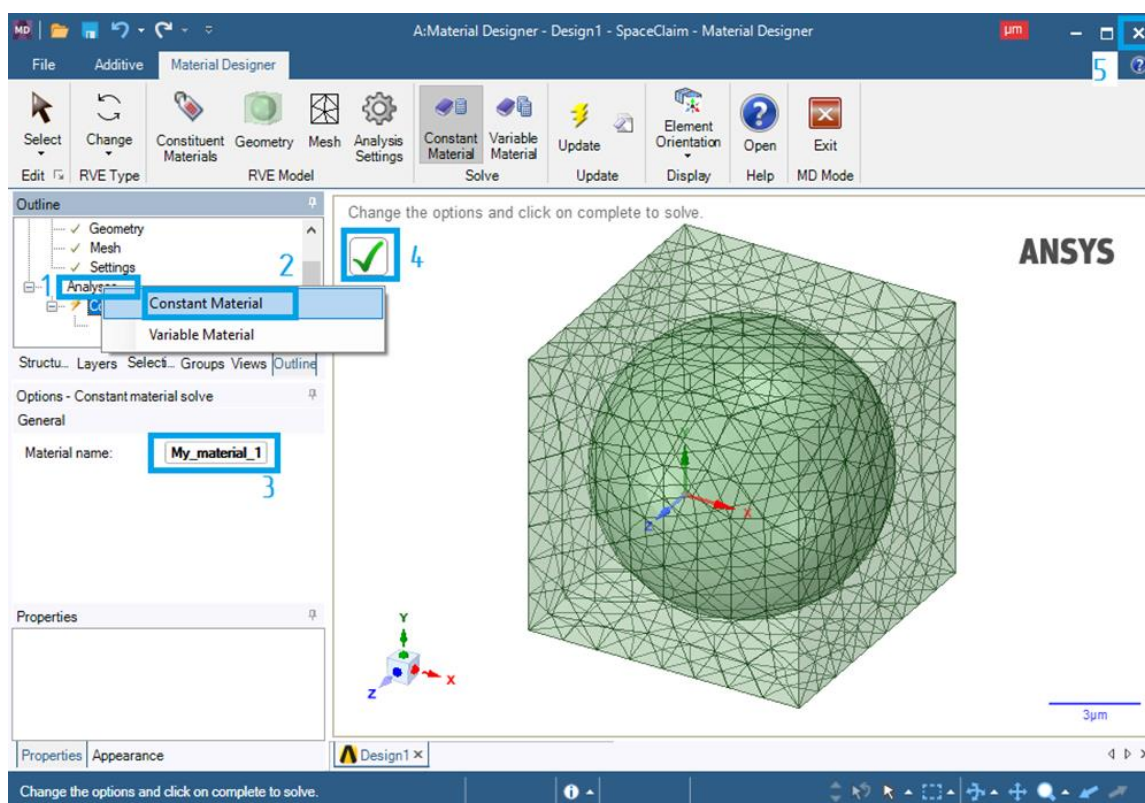 MD
A:Material Designer - Design1 - SpaceClaim - Material Designer
µm
File
Additive
Material Designer
5
Select
Change
Constituent
Materials
Geometry
Mesh
Analysis
Settings
Constant
Material
Variable
Material
Update
Element
Orientation
Open
Exit
Edit
RVE Type
RVE Model
Solve
Update
Display
Help
MD Mode
Outline
Geometry
Mesh
Settings
1
2
Constant Material
Variable Material
Structu... Layers Selecti... Groups Views Outline
Options - Constant material solve
General
Material name:
My_material_1
3
Properties
Properties Appearance
Change the options and click on complete to solve.
4
ANSYS
Y
X
Z
Y
X
Z
3µm
Design1
Change the options and click on complete to solve.